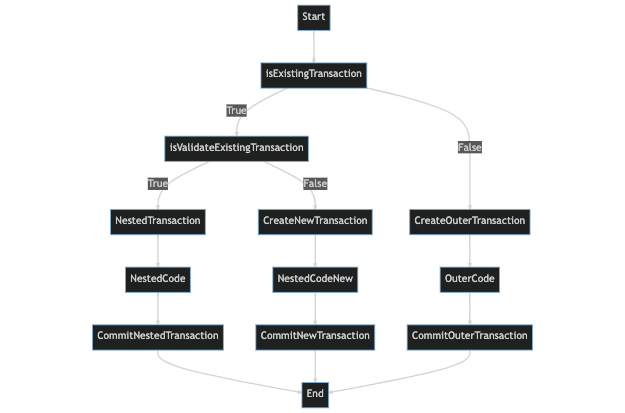 Start
isExistingTransaction
True
False
isValidateExistingTransaction
True
False
NestedTransaction
CreateNewTransaction
CreateOuterTransaction
NestedCode
NestedCodeNew
OuterCode
CommitNestedTransaction
CommitNewTransaction
CommitOuterTransaction
End